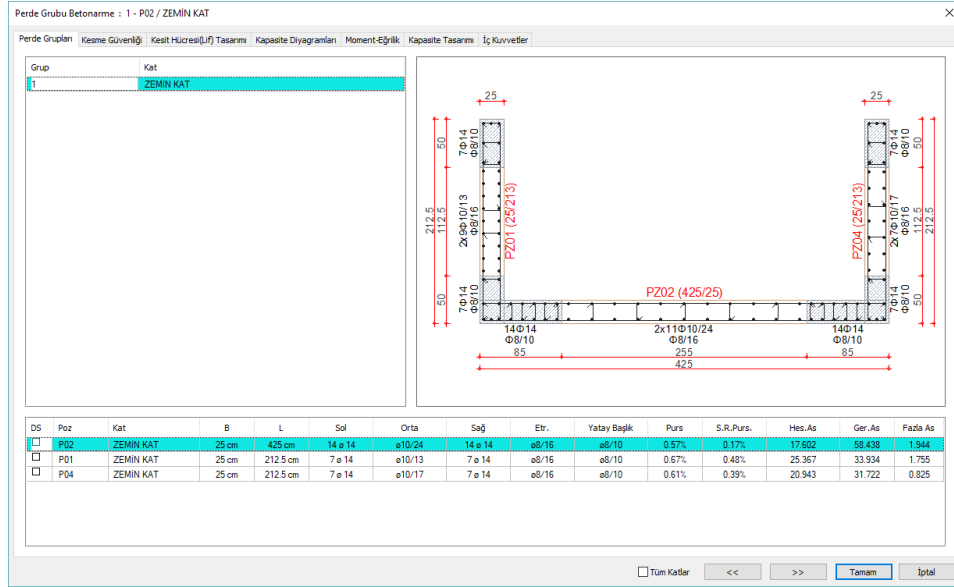 Perde Grubu Betonarme : 1 - P02 / ZEMİN KAT
Perde Grupları Kesme Güvenliği Kesit Hücresi(Lif) Tasarımı Kapasite Diyagramları Moment-Eğrilik Kapasite Tasarımı İç Kuvvetler
Grup Kat
1 ZEMİN KAT
25 25
50 7Φ14 Φ8/10 7Φ14 Φ8/10 50
212.5 112.5 2x9Φ10/13 Φ8/16 PZ01 (25/213) PZ04 (25/213) 2x7Φ10/17 Φ8/16 112.5 212.5
50 7Φ14 Φ8/10 7Φ14 Φ8/10 50
PZ02 (425/25)
14Φ14 2x11Φ10/24 14Φ14
Φ8/10 Φ8/16 Φ8/10
85 255 85
425
DS Poz Kat B L Sol Orta Sağ Etr. Yatay Başlık Purs S.R.Purs. Hes.As Ger.As Fazla As
P02 ZEMİN KAT 25 cm 425 cm 14 ø 14 ø10/24 14 ø 14 ø8/16 ø8/10 0.57% 0.17% 17.602 58.438 1.944
P01 ZEMİN KAT 25 cm 212.5 cm 7 ø 14 ø10/13 7 ø 14 ø8/16 ø8/10 0.67% 0.48% 25.367 33.934 1.755
P04 ZEMİN KAT 25 cm 212.5 cm 7 ø 14 ø10/17 7 ø 14 ø8/16 ø8/10 0.61% 0.39% 20.943 31.722 0.825
Tüm Katlar << >> Tamam İptal